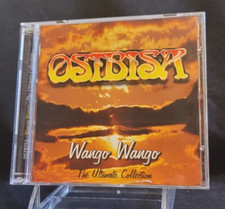 OSIBISA
Wango Wango
The Ultimate Collection